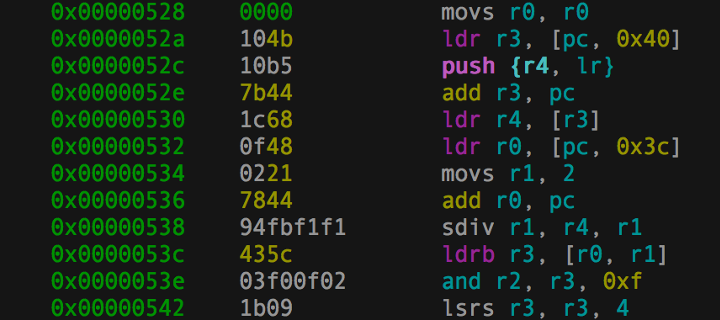 0x00000528 0000 movs r0, r0
0x0000052a 104b ldr r3, [pc, 0x40]
0x0000052c 10b5 push {r4, lr}
0x0000052e 7b44 add r3, pc
0x00000530 1c68 ldr r4, [r3]
0x00000532 0f48 ldr r0, [pc, 0x3c]
0x00000534 0221 movs r1, 2
0x00000536 7844 add r0, pc
0x00000538 94fbf1f1 sdiv r1, r4, r1
0x0000053c 435c ldrb r3, [r0, r1]
0x0000053e 03f00f02 and r2, r3, 0xf
0x00000542 1b09 lsrs r3, r3, 4